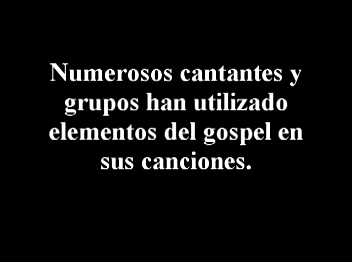 Numerosos cantantes y
grupos han utilizado
elementos del gospel en
sus canciones.